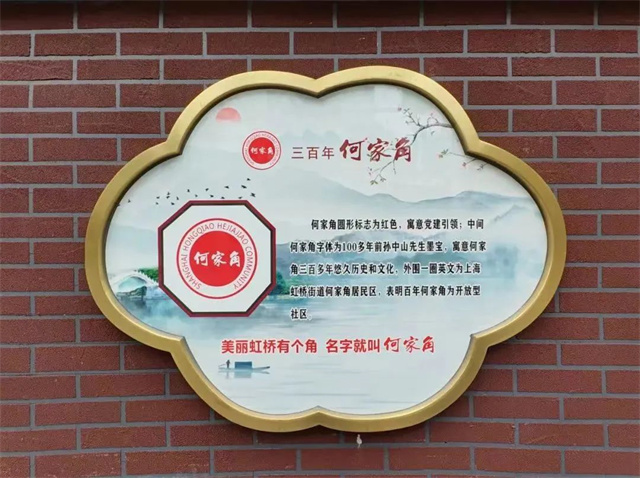 何家角
三百年 何家角
何家角圆形标志为红色，寓意党建引领；中间
何家角字体为100多年前孙中山先生墨宝，寓意何家
角三百多年悠久历史和文化，外围一圈英文为上海
虹桥街道何家角居民区，表明百年何家角为开放型
社区。
SHANGHAI HONGQIAO HEJIAJIAO COMMUNITY
何家角
美丽虹桥有个角 名字就叫何家角